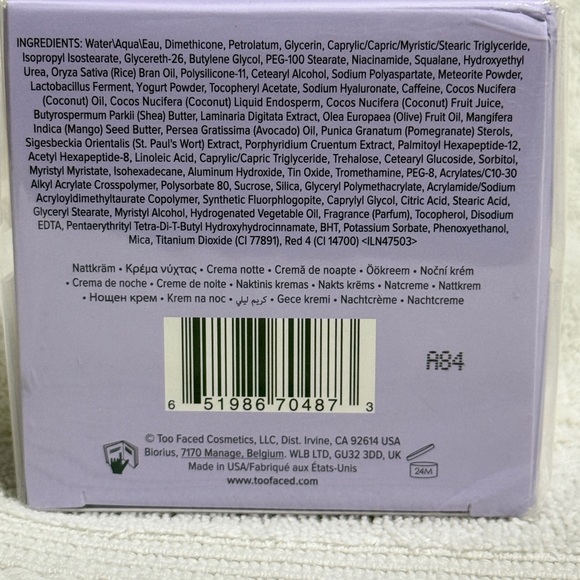 INGREDIENTS: Water\Aqua\Eau, Dimethicone, Petrolatum, Glycerin, Caprylic/Capric/Myristic/Stearic Triglyceride,
Isopropyl Isostearate, Glycereth-26, Butylene Glycol, PEG-100 Stearate, Niacinamide, Squalane, Hydroxyethyl
Urea, Oryza Sativa (Rice) Bran Oil, Polysilicone-11, Cetearyl Alcohol, Sodium Polyaspartate, Meteorite Powder,
Lactobacillus Ferment, Yogurt Powder, Tocopheryl Acetate, Sodium Hyaluronate, Caffeine, Cocos Nucifera
(Coconut) Oil, Cocos Nucifera (Coconut) Liquid Endosperm, Cocos Nucifera (Coconut) Fruit Juice,
Butyrospermum Parkii (Shea) Butter, Laminaria Digitata Extract, Olea Europaea (Olive) Fruit Oil, Mangifera
Indica (Mango) Seed Butter, Persea Gratissima (Avocado) Oil, Punica Granatum (Pomegranate) Sterols,
Sigesbeckia Orientalis (St. Paul's Wort) Extract, Porphyridium Cruentum Extract, Palmitoyl Hexapeptide-12,
Acetyl Hexapeptide-8, Linoleic Acid, Caprylic/Capric Triglyceride, Trehalose, Cetearyl Glucoside, Sorbitol,
Myristyl Myristate, Isohexadecane, Aluminum Hydroxide, Tin Oxide, Tromethamine, PEG-8, Acrylates/C10-30
Alkyl Acrylate Crosspolymer, Polysorbate 80, Sucrose, Silica, Glyceryl Polymethacrylate, Acrylamide/Sodium
Acryloyldimethyltaurate Copolymer, Synthetic Fluorphlogopite, Caprylyl Glycol, Citric Acid, Stearic Acid,
Glyceryl Stearate, Myristyl Alcohol, Hydrogenated Vegetable Oil, Fragrance (Parfum), Tocopherol, Disodium
EDTA, Pentaerythrityl Tetra-Di-T-Butyl Hydroxyhydrocinnamate, BHT, Potassium Sorbate, Phenoxyethanol,
Mica, Titanium Dioxide (CI 77891), Red 4 (CI 14700) <ILN47503>
Nattkräm • Κρέμα νύχτας • Crema notte • Cremă de noapte • Öökreem • Noční krém
• Crema de noche • Creme de noite • Naktinis kremas • Nakts krēms • Natcreme • Nattkrem
• Нощен крем • Krem na noc • كريم ليلي • Gece kremi • Nachtcrème • Nachtcreme
A84
6 51986 70487 3
© Too Faced Cosmetics, LLC, Dist. Irvine, CA 92614 USA
Biorius, 7170 Manage, Belgium. WLB LTD, GU32 3DD, UK
Made in USA/Fabriqué aux États-Unis
www.toofaced.com
24M